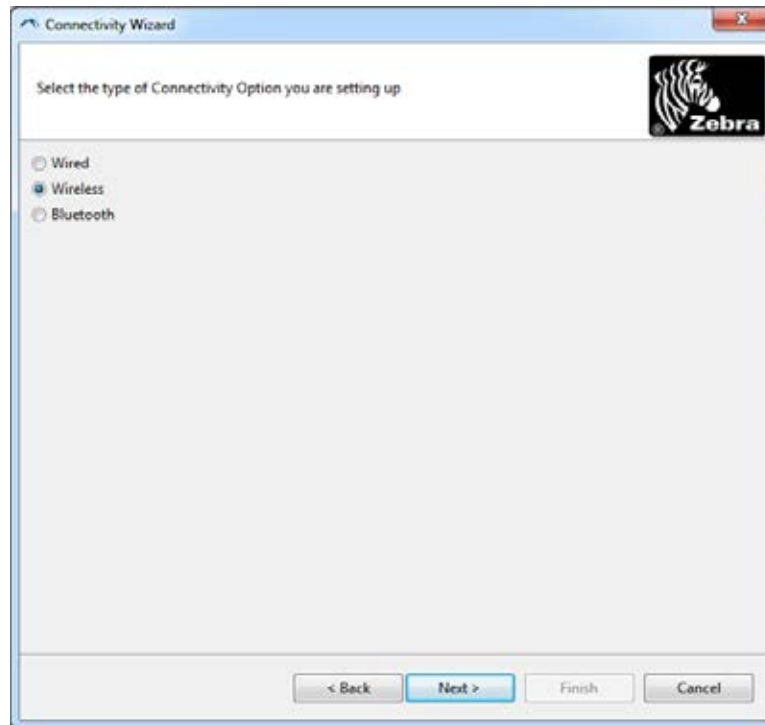 Connectivity Wizard
Select the type of Connectivity Option you are setting up
® Zebra
Wired
Wireless
Bluetooth
< Back Next > Finish Cancel